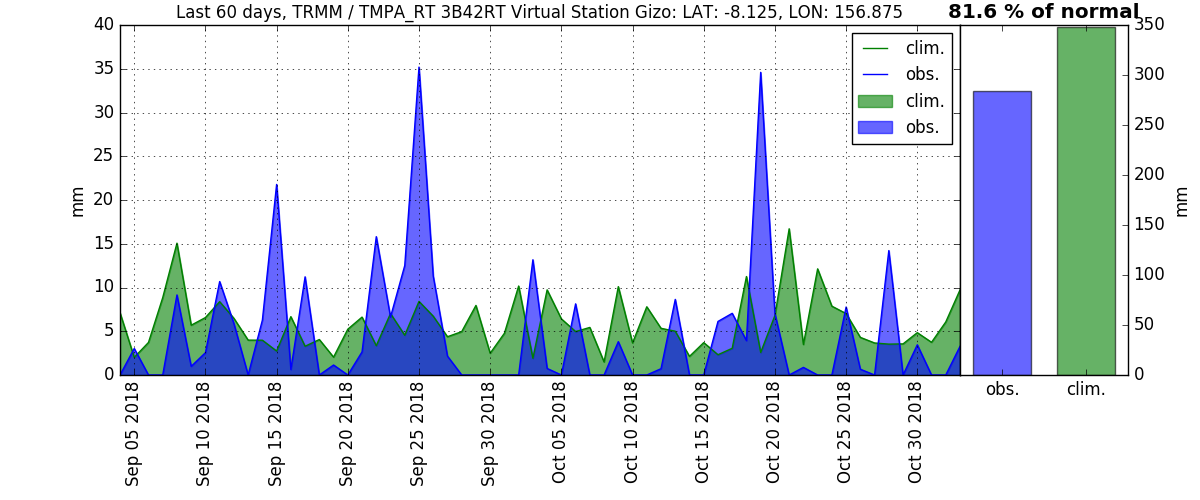 Last 60 days, TRMM / TMPA_RT 3B42RT Virtual Station Gizo: LAT: -8.125, LON: 156.875
81.6 % of normal
40
35
30
25
20
15
10
5
0
mm
clim.
obs.
clim.
obs.
350
300
250
200
150
100
50
0
mm
obs.
clim.
Sep 05 2018
Sep 10 2018
Sep 15 2018
Sep 20 2018
Sep 25 2018
Sep 30 2018
Oct 05 2018
Oct 10 2018
Oct 15 2018
Oct 20 2018
Oct 25 2018
Oct 30 2018